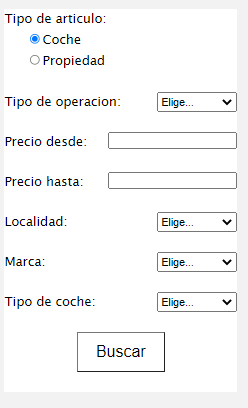 Tipo de articulo:
Coche
Propiedad
Tipo de operacion: Elige...
Precio desde:
Precio hasta:
Localidad: Elige...
Marca: Elige...
Tipo de coche: Elige...
Buscar